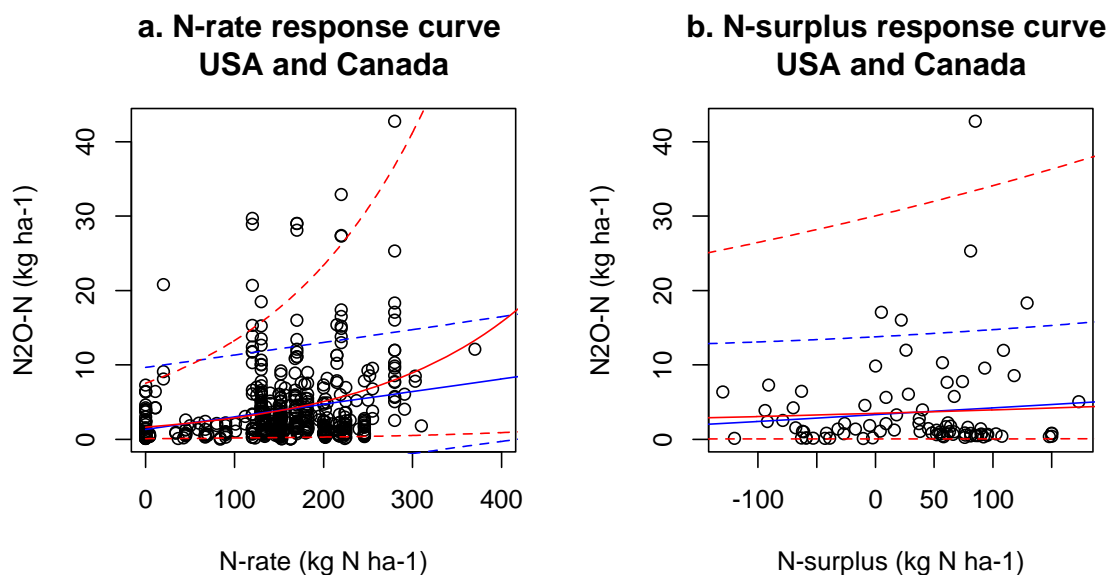 a. N-rate response curve
USA and Canada
N2O-N (kg ha-1)
0 10 20 30 40
0 100 200 300 400
N-rate (kg N ha-1)
b. N-surplus response curve
USA and Canada
N2O-N (kg ha-1)
0 10 20 30 40
-100 0 50 100
N-surplus (kg N ha-1)